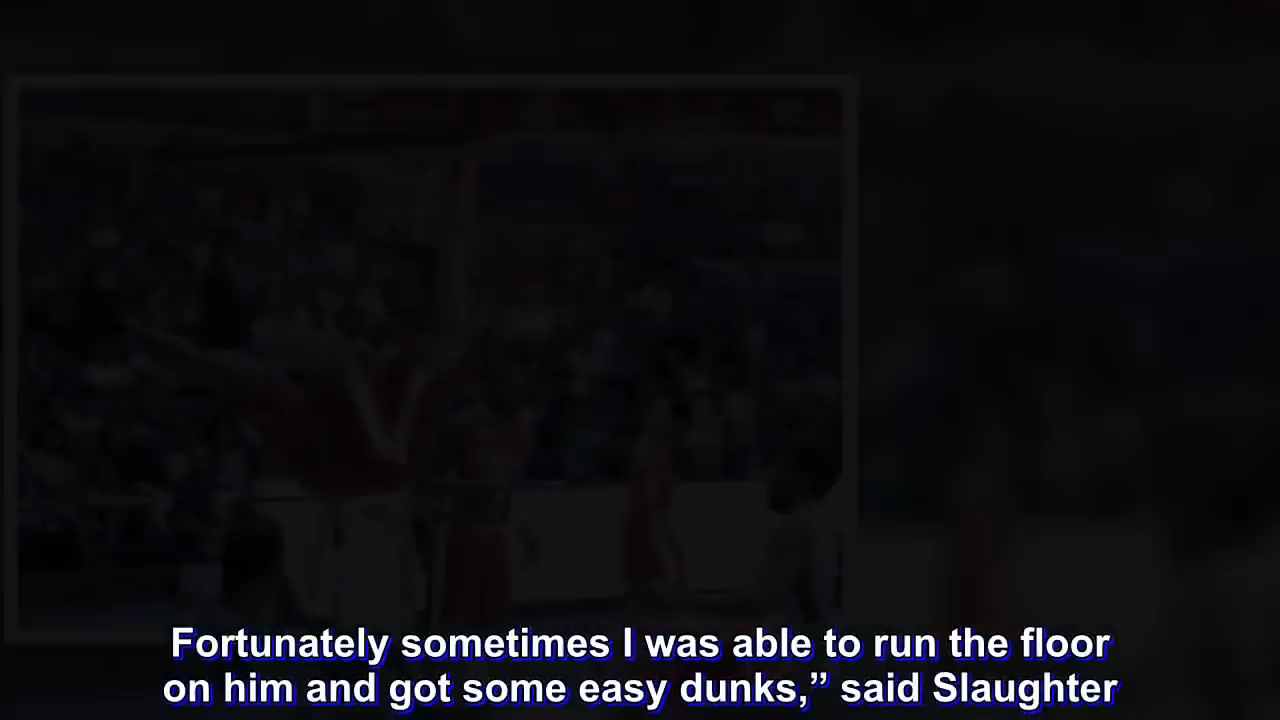 Fortunately sometimes I was able to run the floor
on him and got some easy dunks,” said Slaughter